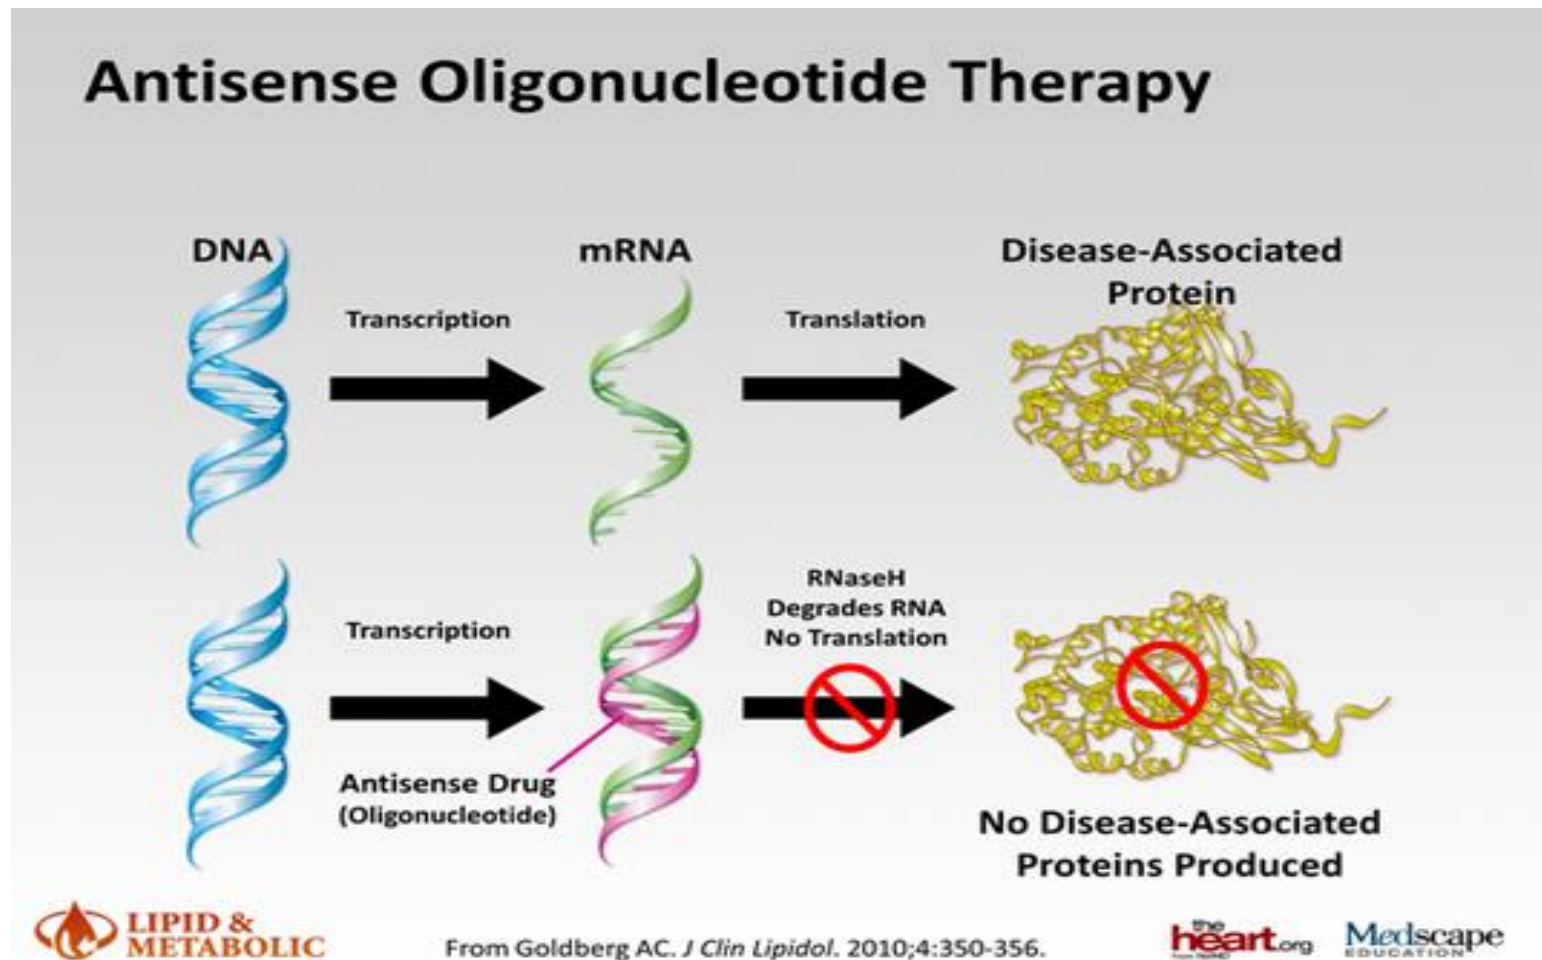 Antisense Oligonucleotide Therapy
DNA
mRNA
Disease-Associated
Protein
Transcription
Translation
RNaseH
Degrades RNA
No Translation
Transcription
Antisense Drug
(Oligonucleotide)
No Disease-Associated
Proteins Produced
LIPID &
METABOLIC
From Goldberg AC. J Clin Lipidol. 2010;4:350-356.
the
heart.org
Medscape
EDUCATION